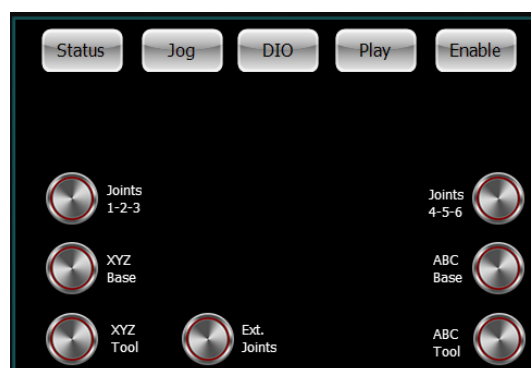 Status Jog DIO Play Enable
Joints
1-2-3
Joints
4-5-6
XYZ
Base
ABC
Base
XYZ
Tool
Ext.
Joints
ABC
Tool